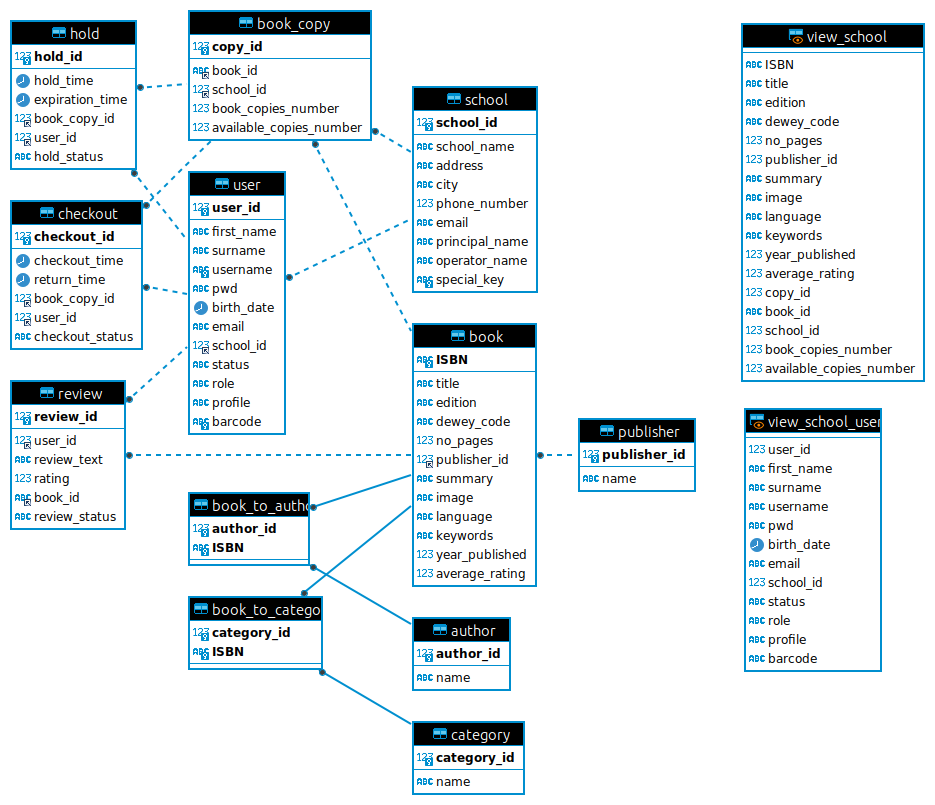 hold
hold_id
hold_time
expiration_time
book_copy_id
user_id
hold_status
book_copy
copy_id
book_id
school_id
book_copies_number
available_copies_number
school
school_id
school_name
address
city
phone_number
email
principal_name
operator_name
special_key
checkout
checkout_id
checkout_time
return_time
book_copy_id
user_id
checkout_status
user
user_id
first_name
surname
username
pwd
birth_date
email
school_id
status
role
profile
barcode
review
review_id
user_id
review_text
rating
book_id
review_status
book
ISBN
title
edition
dewey_code
no_pages
publisher_id
summary
image
language
keywords
year_published
average_rating
publisher
publisher_id
name
book_to_autho
author_id
ISBN
book_to_catego
category_id
ISBN
author
author_id
name
category
category_id
name
view_school
ISBN
title
edition
dewey_code
no_pages
publisher_id
summary
image
language
keywords
year_published
average_rating
copy_id
book_id
school_id
book_copies_number
available_copies_number
view_school_user
user_id
first_name
surname
username
pwd
birth_date
email
school_id
status
role
profile
barcode